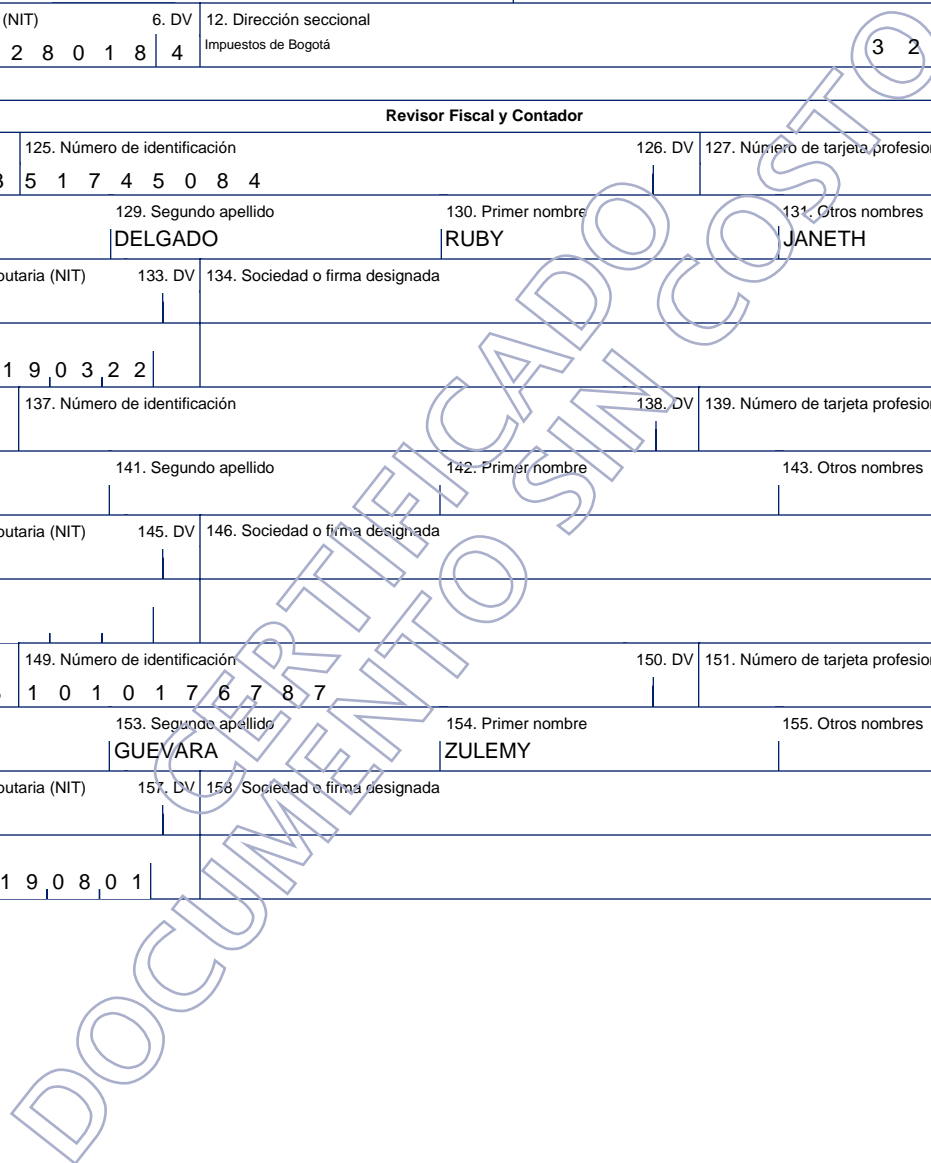 (NIT) 6. DV 12. Dirección seccional
Impuestos de Bogotá
2 8 0 1 8 4 3 2
Revisor Fiscal y Contador
125. Número de identificación 126. DV 127. Número de tarjeta profesion
5 1 7 4 5 0 8 4
129. Segundo apellido 130. Primer nombre 131. Otros nombres
DELGADO RUBY JANETH
utaria (NIT) 133. DV 134. Sociedad o firma designada
1 9 0 3 2 2
137. Número de identificación 138. DV 139. Número de tarjeta profesion
141. Segundo apellido 142. Primer nombre 143. Otros nombres
utaria (NIT) 145. DV 146. Sociedad o firma designada
149. Número de identificación 150. DV 151. Número de tarjeta profesion
1 0 1 0 1 7 6 7 8 7
153. Segundo apellido 154. Primer nombre 155. Otros nombres
GUEVARA ZULEMY
utaria (NIT) 157. DV 158. Sociedad o firma designada
1 9 0 8 0 1
CERTIFICADO
DOCUMENTO SIN COSTO